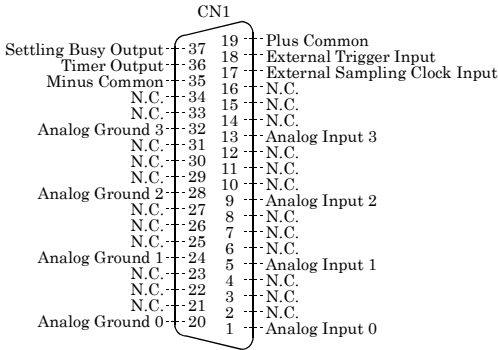 CN1
19 Plus Common
Settling Busy Output 37
18 External Trigger Input
Timer Output 36
17 External Sampling Clock Input
Minus Common 35
16 N.C.
N.C. 34
15 N.C.
N.C. 33
14 N.C.
Analog Ground 3 32
13 Analog Input 3
N.C. 31
12 N.C.
N.C. 30
11 N.C.
N.C. 29
10 N.C.
Analog Ground 2 28
9 Analog Input 2
N.C. 27
8 N.C.
N.C. 26
7 N.C.
N.C. 25
6 N.C.
Analog Ground 1 24
5 Analog Input 1
N.C. 23
4 N.C.
N.C. 22
3 N.C.
N.C. 21
2 N.C.
Analog Ground 0 20
1 Analog Input 0